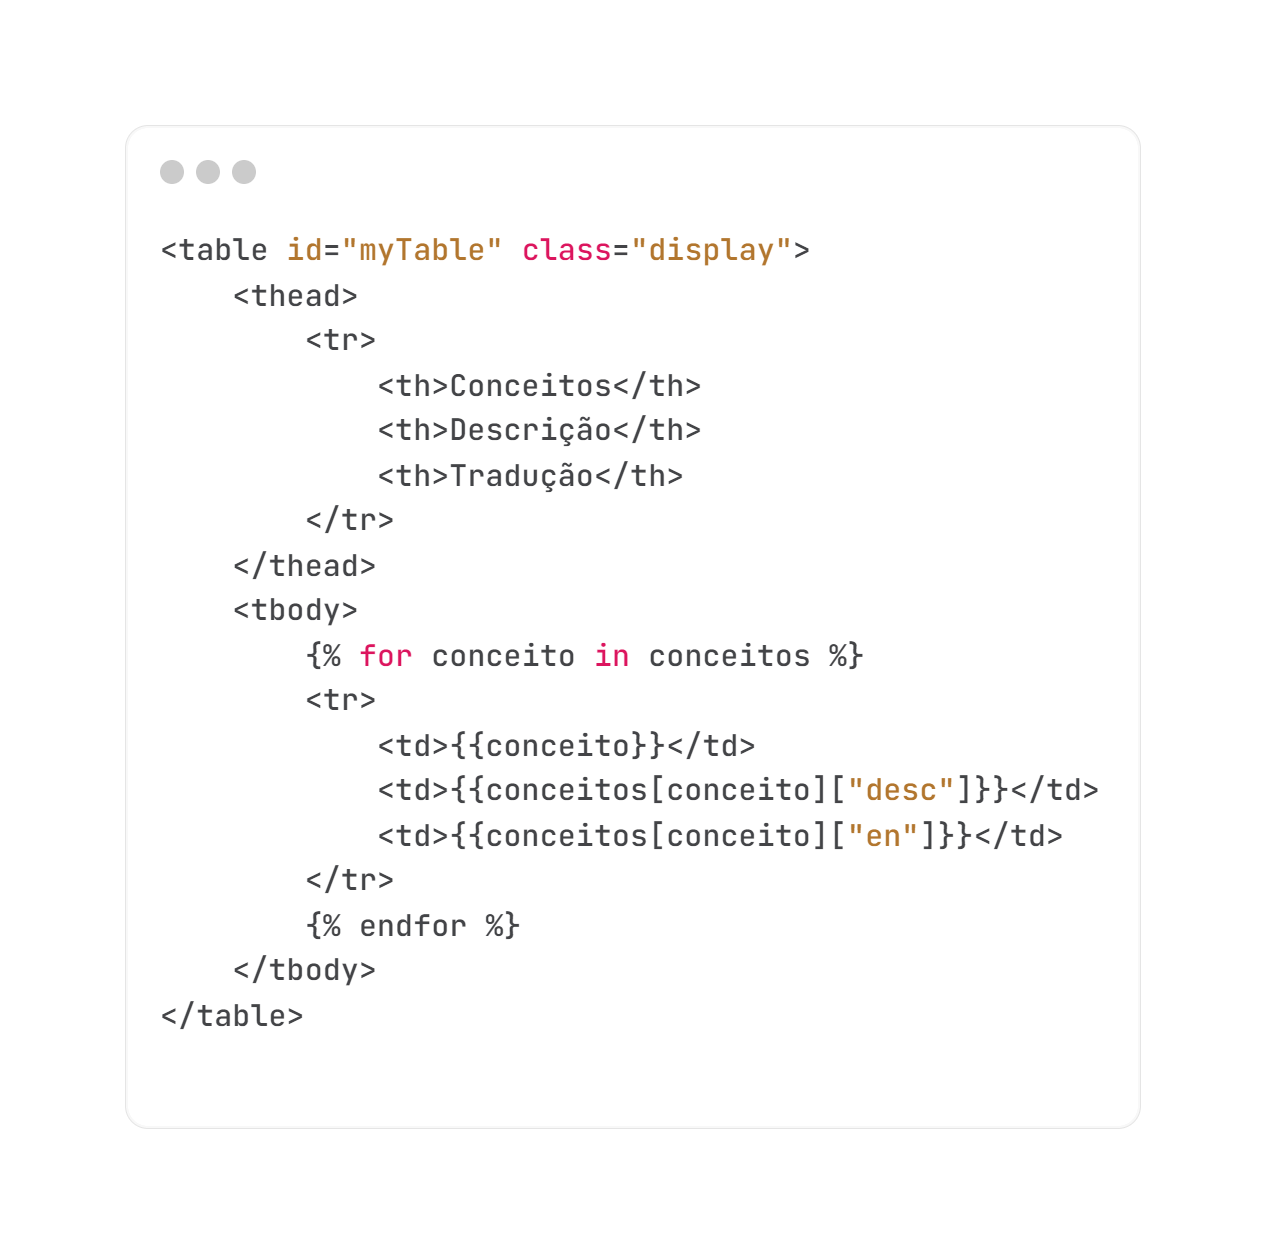 <table id="myTable" class="display">
    <thead>
        <tr>
            <th>Conceitos</th>
            <th>Descrição</th>
            <th>Tradução</th>
        </tr>
    </thead>
    <tbody>
        {% for conceito in conceitos %}
        <tr>
            <td>{{conceito}}</td>
            <td>{{conceitos[conceito]["desc"]}}</td>
            <td>{{conceitos[conceito]["en"]}}</td>
        </tr>
        {% endfor %}
    </tbody>
</table>